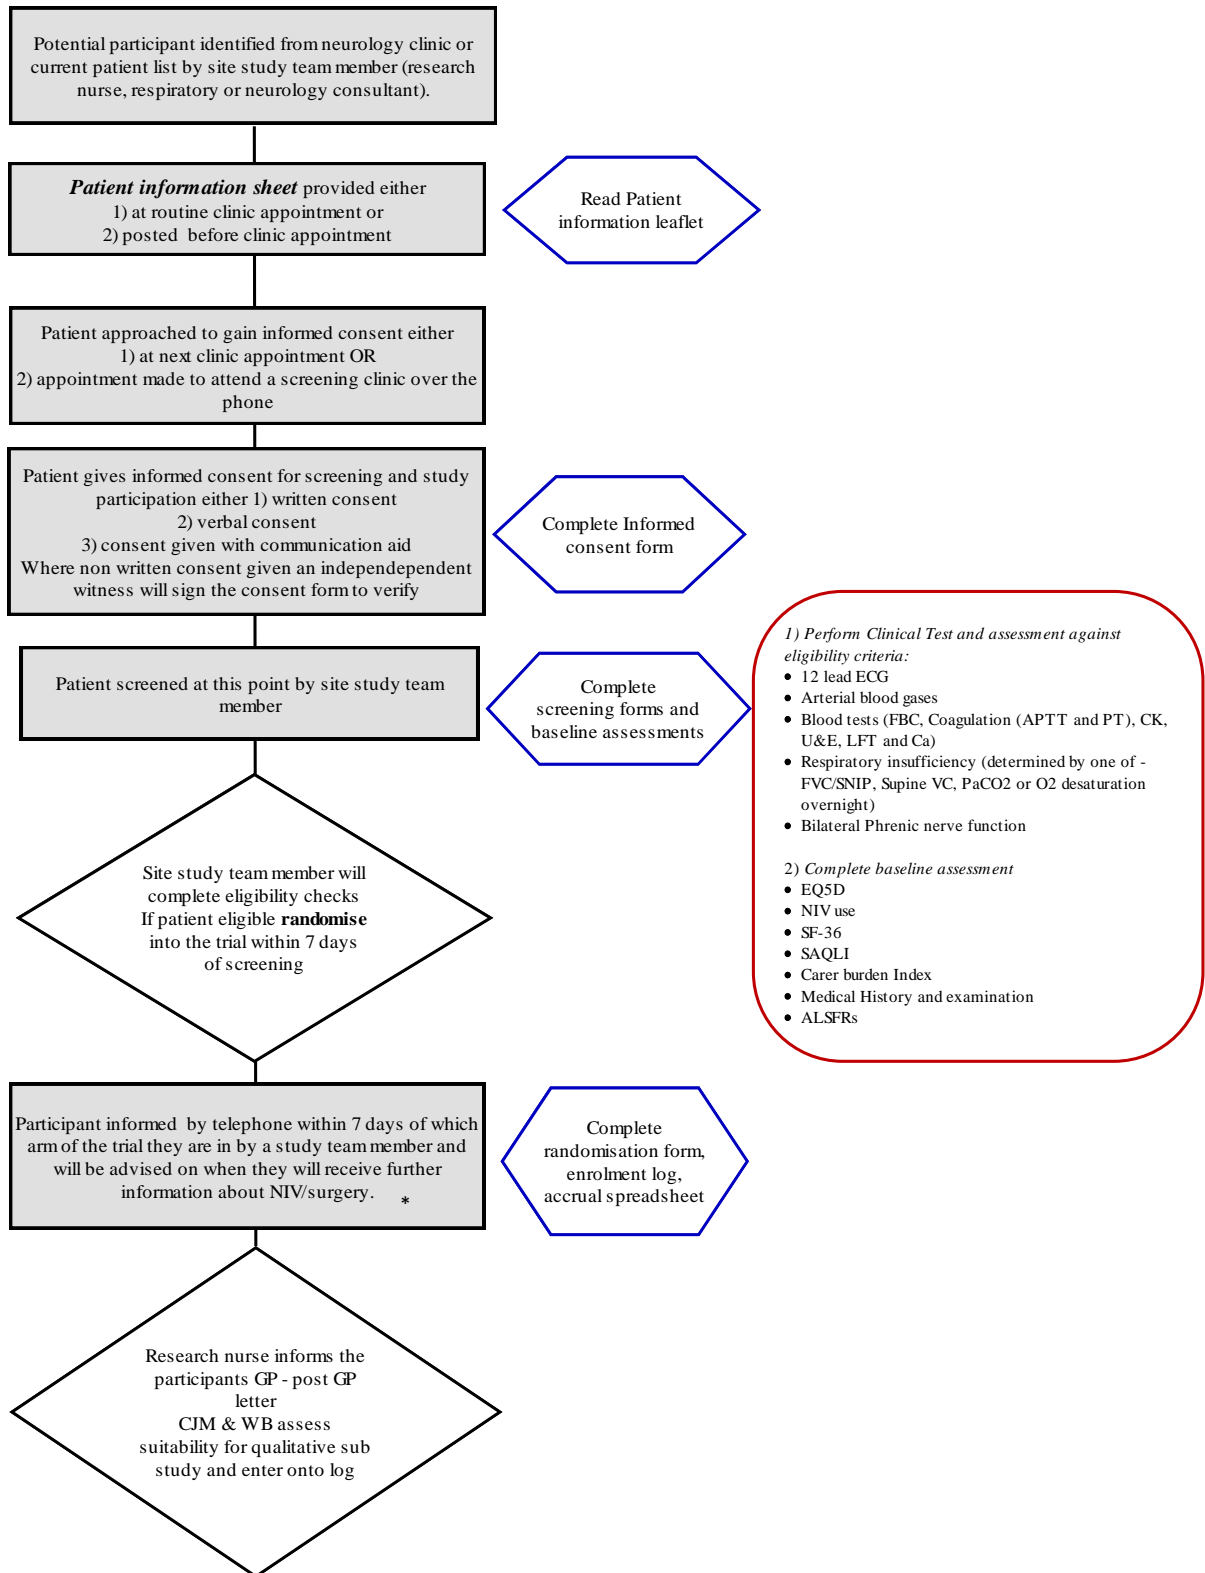 Potential participant identified from neurology clinic or
current patient list by site study team member (research
nurse, respiratory or neurology consultant).
Patient information sheet provided either
1) at routine clinic appointment or
2) posted before clinic appointment
Read Patient
information leaflet
Patient approached to gain informed consent either
1) at next clinic appointment OR
2) appointment made to attend a screening clinic over the
phone
Patient gives informed consent for screening and study
participation either 1) written consent
2) verbal consent
3) consent given with communication aid
Where non written consent given an independependent
witness will sign the consent form to verify
Complete Informed
consent form
Patient screened at this point by site study team
member
Complete
screening forms and
baseline assessments
1) Perform Clinical Test and assessment against
eligibility criteria:
• 12 lead ECG
• Arterial blood gases
• Blood tests (FBC, Coagulation (APTT and PT), CK,
U&E, LFT and Ca)
• Respiratory insufficiency (determined by one of -
FVC/SNIP, Supine VC, PaCO2 or O2 desaturation
overnight)
• Bilateral Phrenic nerve function
2) Complete baseline assessment
• EQ5D
• NIV use
• SF-36
• SAQLI
• Carer burden Index
• Medical History and examination
• ALSFRs
Site study team member will
complete eligibility checks
If patient eligible randomise
into the trial within 7 days
of screening
Participant informed by telephone within 7 days of which
arm of the trial they are in by a study team member and
will be advised on when they will receive further
information about NIV/surgery. *
Complete
randomisation form,
enrolment log,
accrual spreadsheet
Research nurse informs the
participants GP - post GP
letter
CJM & WB assess
suitability for qualitative sub
study and enter onto log